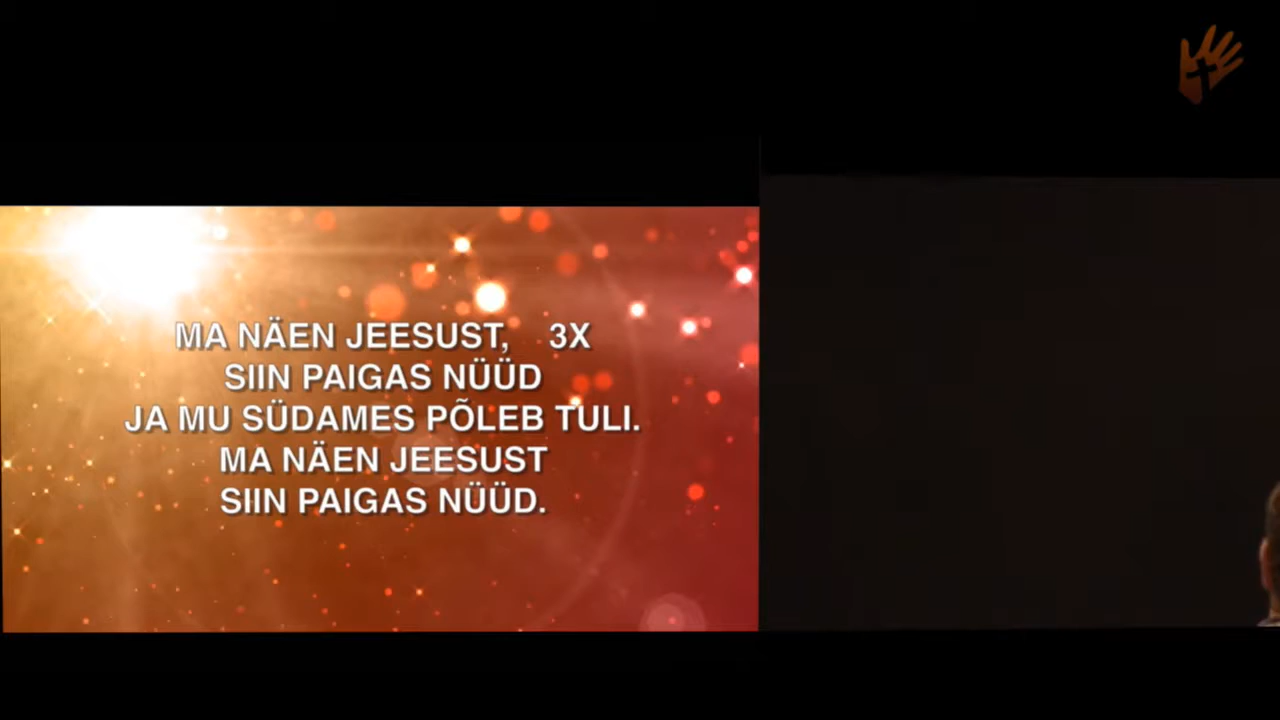 MA NÄEN JEESUST, 3X
SIIN PAIGAS NÜÜD
JA MU SÜDAMES PÕLEB TULI.
MA NÄEN JEESUST
SIIN PAIGAS NÜÜD.